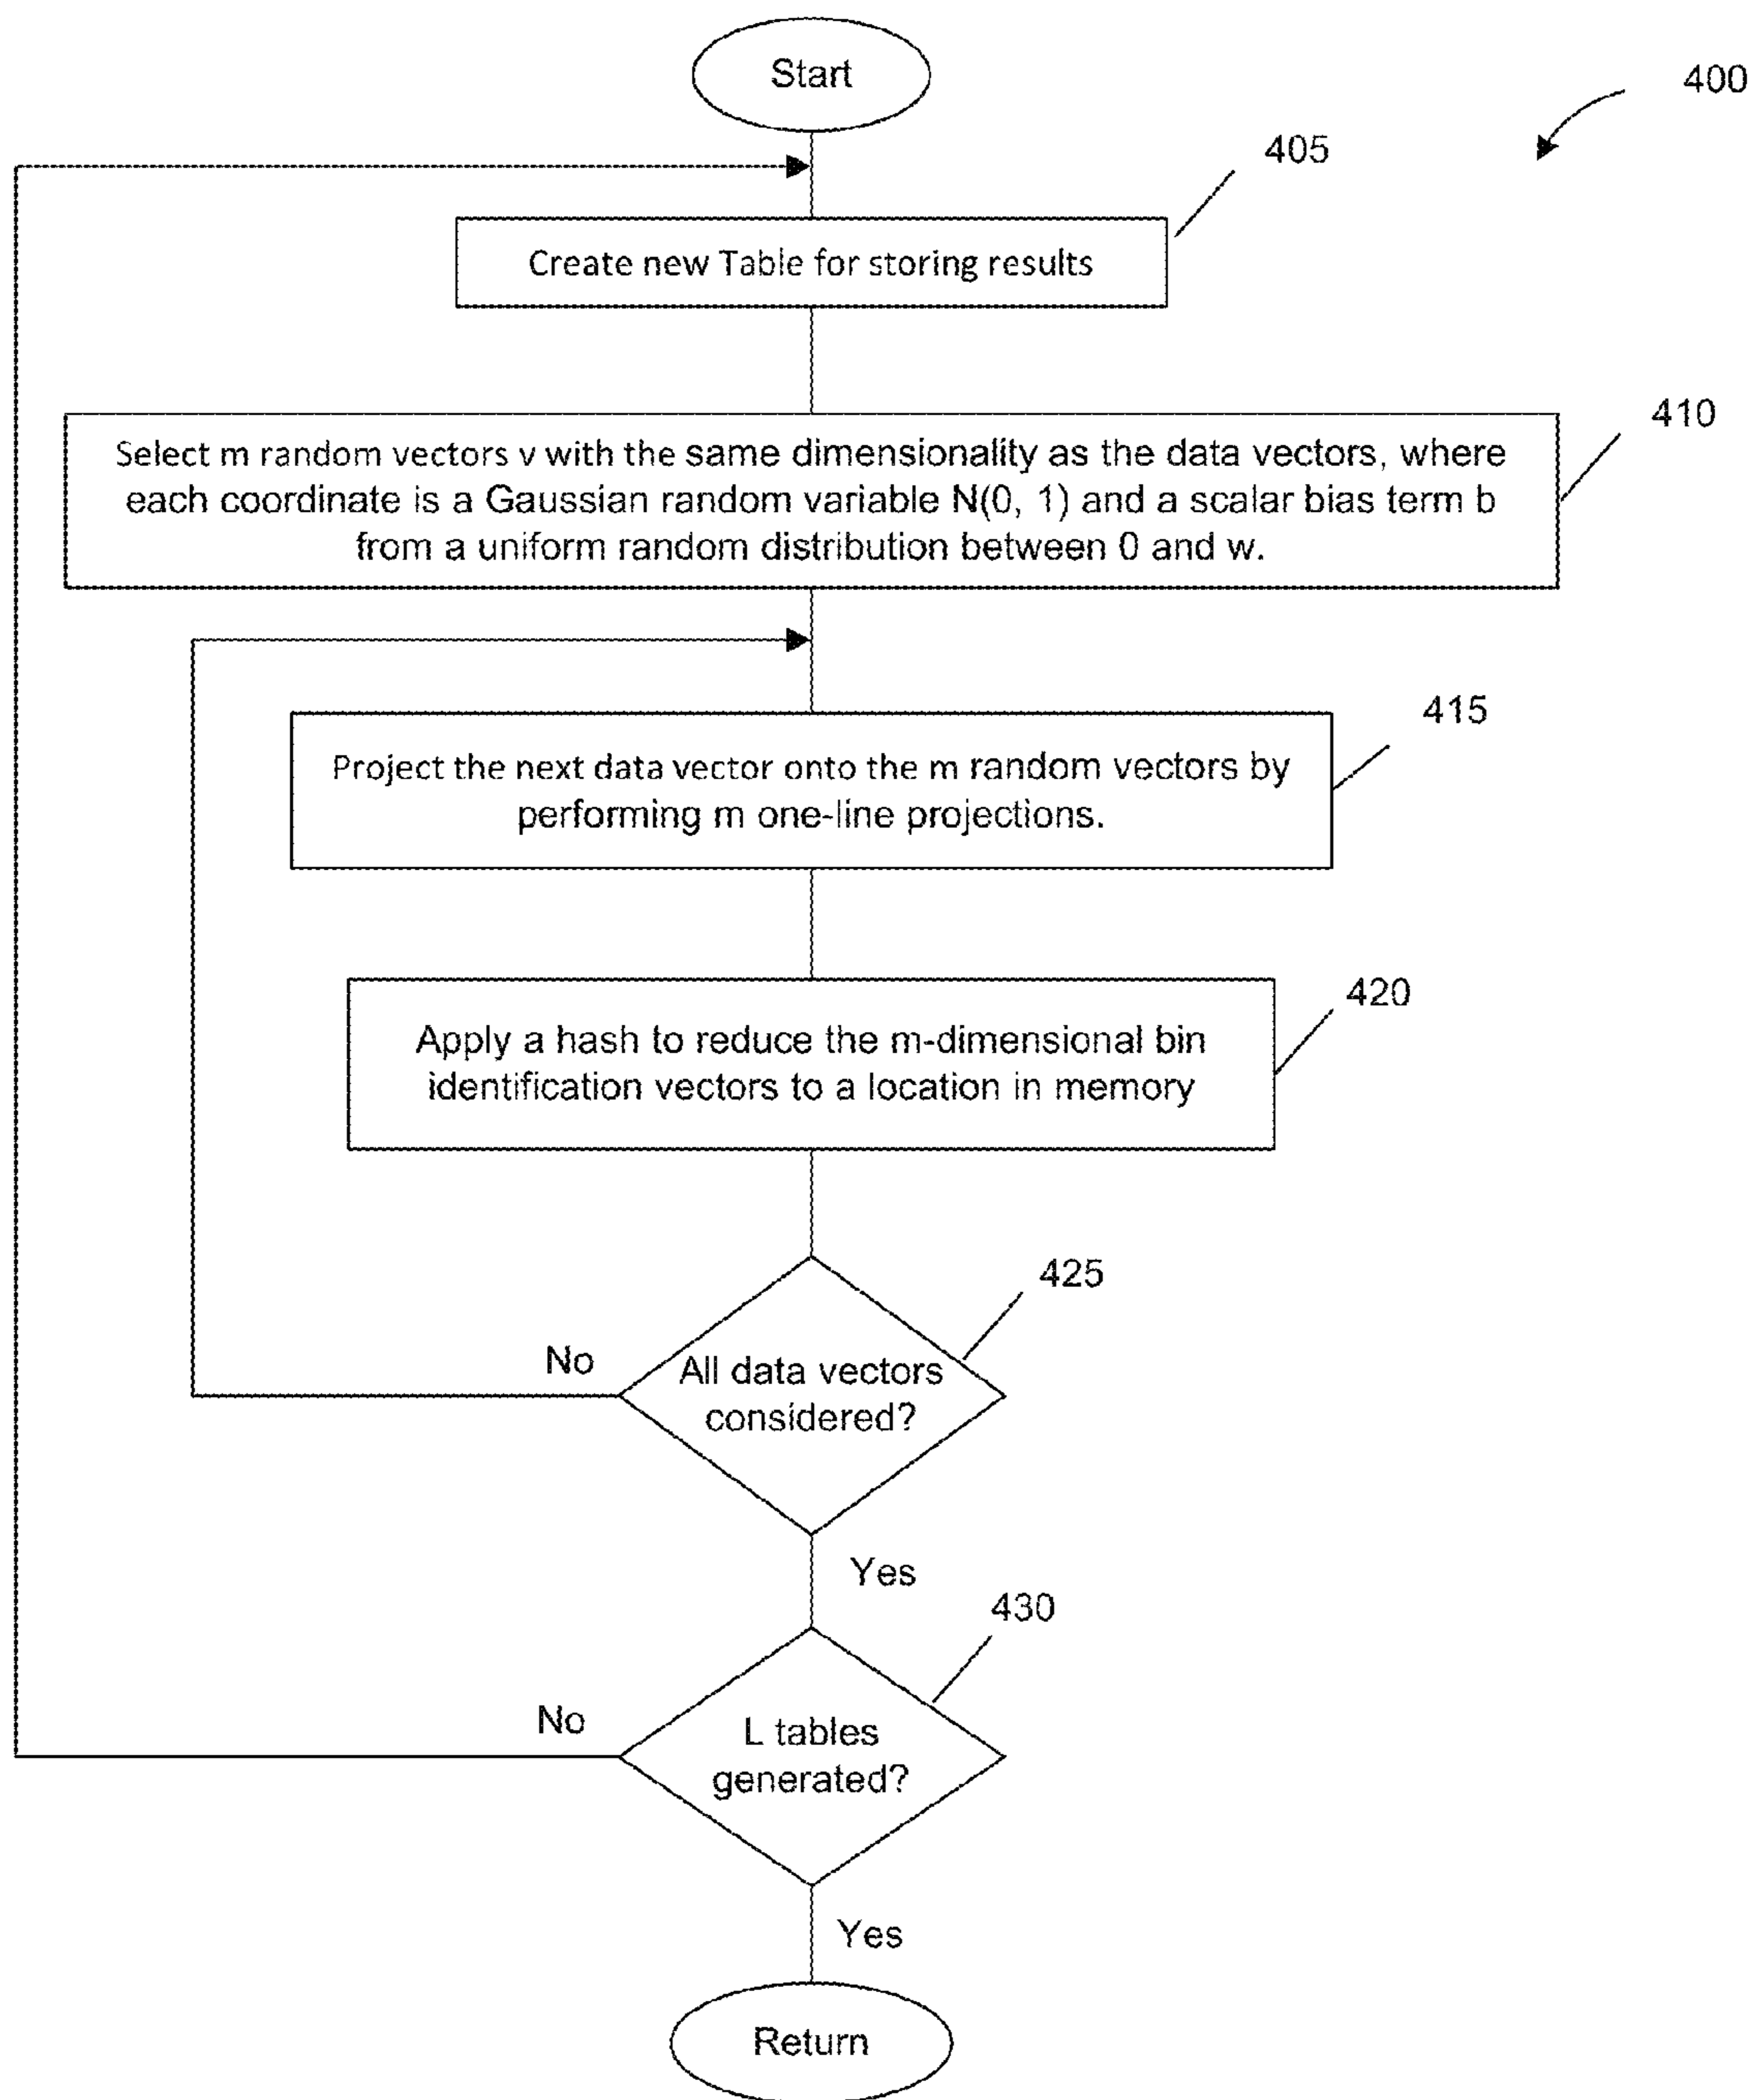 Start
400
405
Create new Table for storing results
410
Select m random vectors v with the same dimensionality as the data vectors, where
each coordinate is a Gaussian random variable N(0, 1) and a scalar bias term b
from a uniform random distribution between 0 and w.
415
Project the next data vector onto the m random vectors by
performing m one-line projections.
420
Apply a hash to reduce the m-dimensional bin
identification vectors to a location in memory
425
No
All data vectors
considered?
Yes
430
No
L tables
generated?
Yes
Return